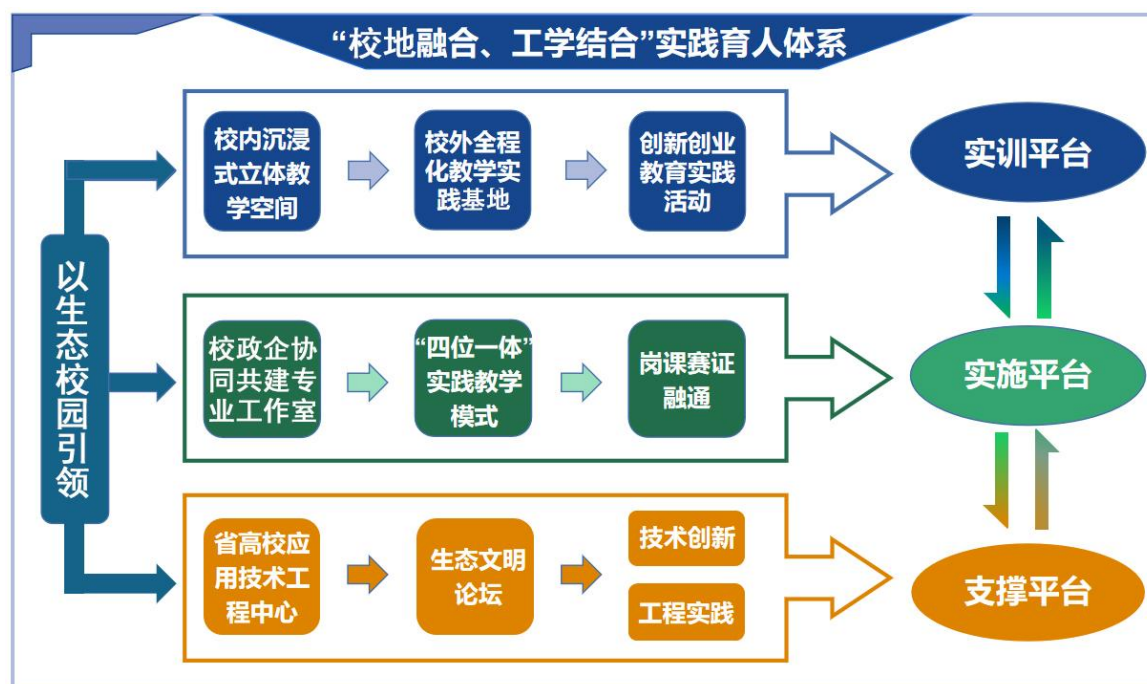 “校地融合、工学结合”实践育人体系
以生态校园引领
校内沉浸
式立体教
学空间
校外全程
化教学实
践基地
创新创业
教育实践
活动
实训平台
校政企协
同共建专
业工作室
“四位一体”
实践教学
模式
岗课赛证
融通
实施平台
省高校应
用技术工
程中心
生态文明
论坛
技术创新
工程实践
支撑平台